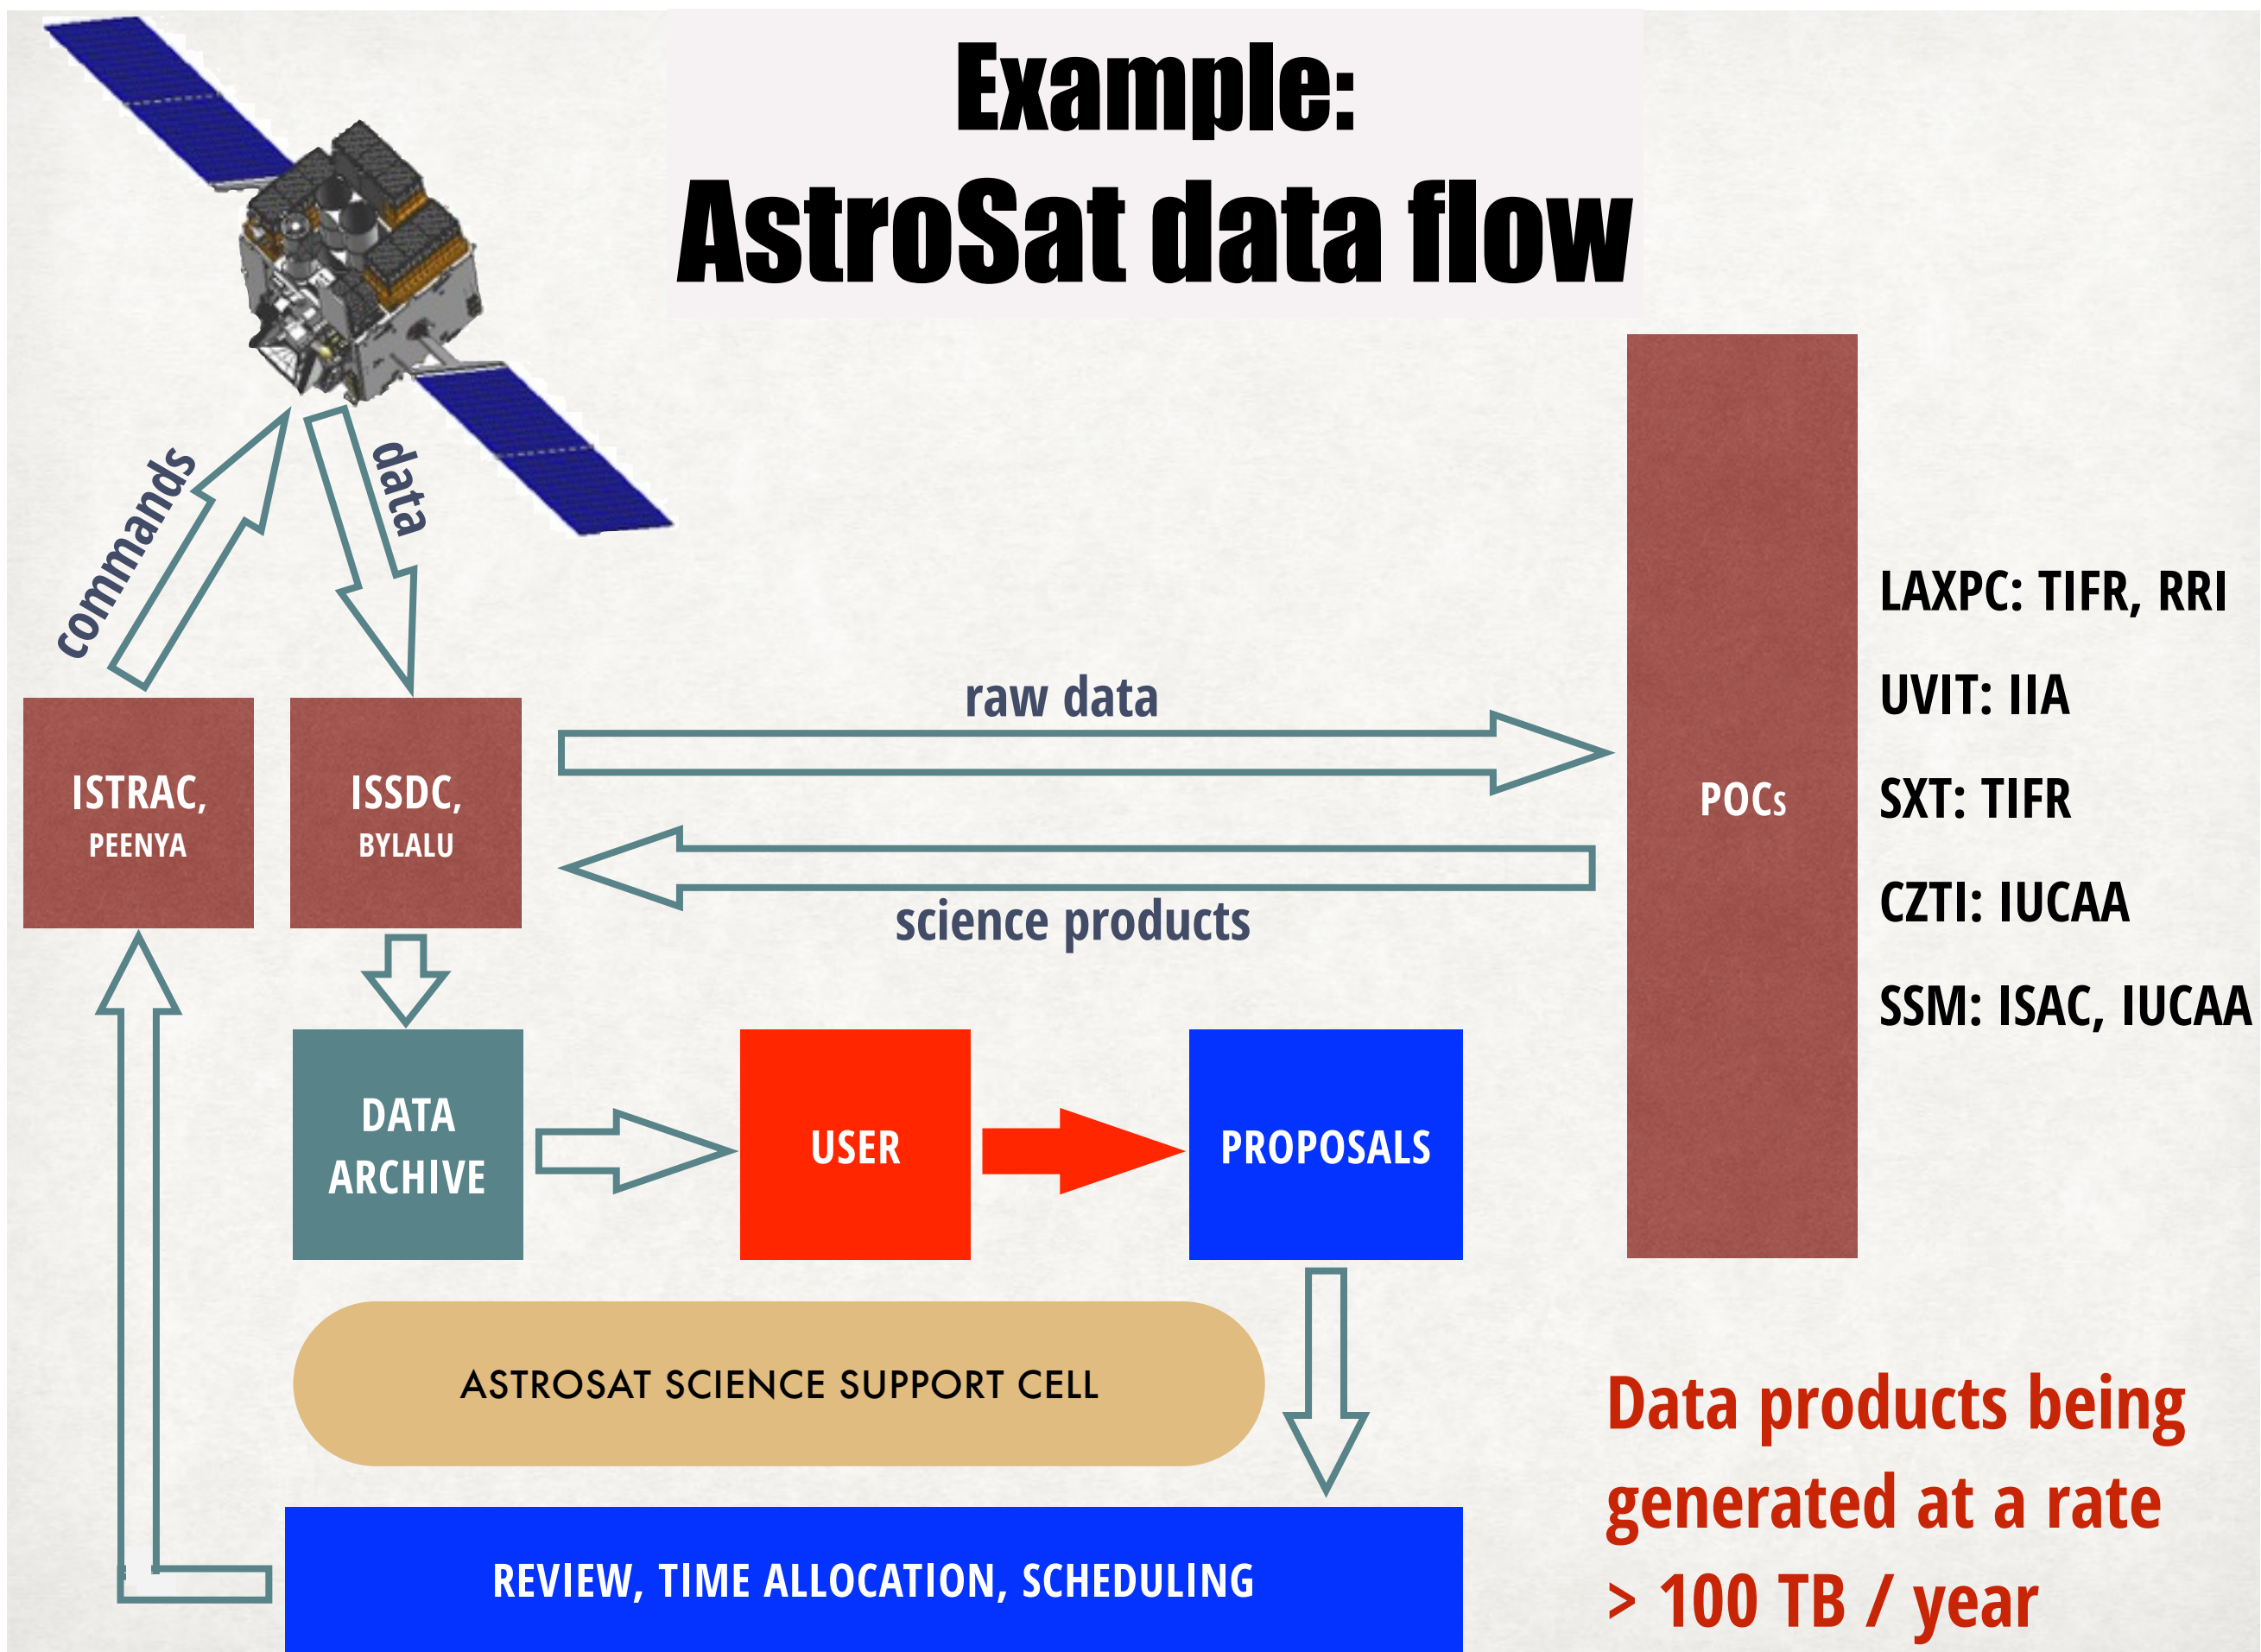 Example:
AstroSat data flow
commands
data
ISTRAC,
PEENYA
ISSDC,
BYLALU
raw data
science products
POCs
LAXPC: TIFR, RRI
UVIT: IIA
SXT: TIFR
CZTI: IUCAA
SSM: ISAC, IUCAA
DATA
ARCHIVE
USER
PROPOSALS
ASTROSAT SCIENCE SUPPORT CELL
REVIEW, TIME ALLOCATION, SCHEDULING
Data products being
generated at a rate
> 100 TB / year